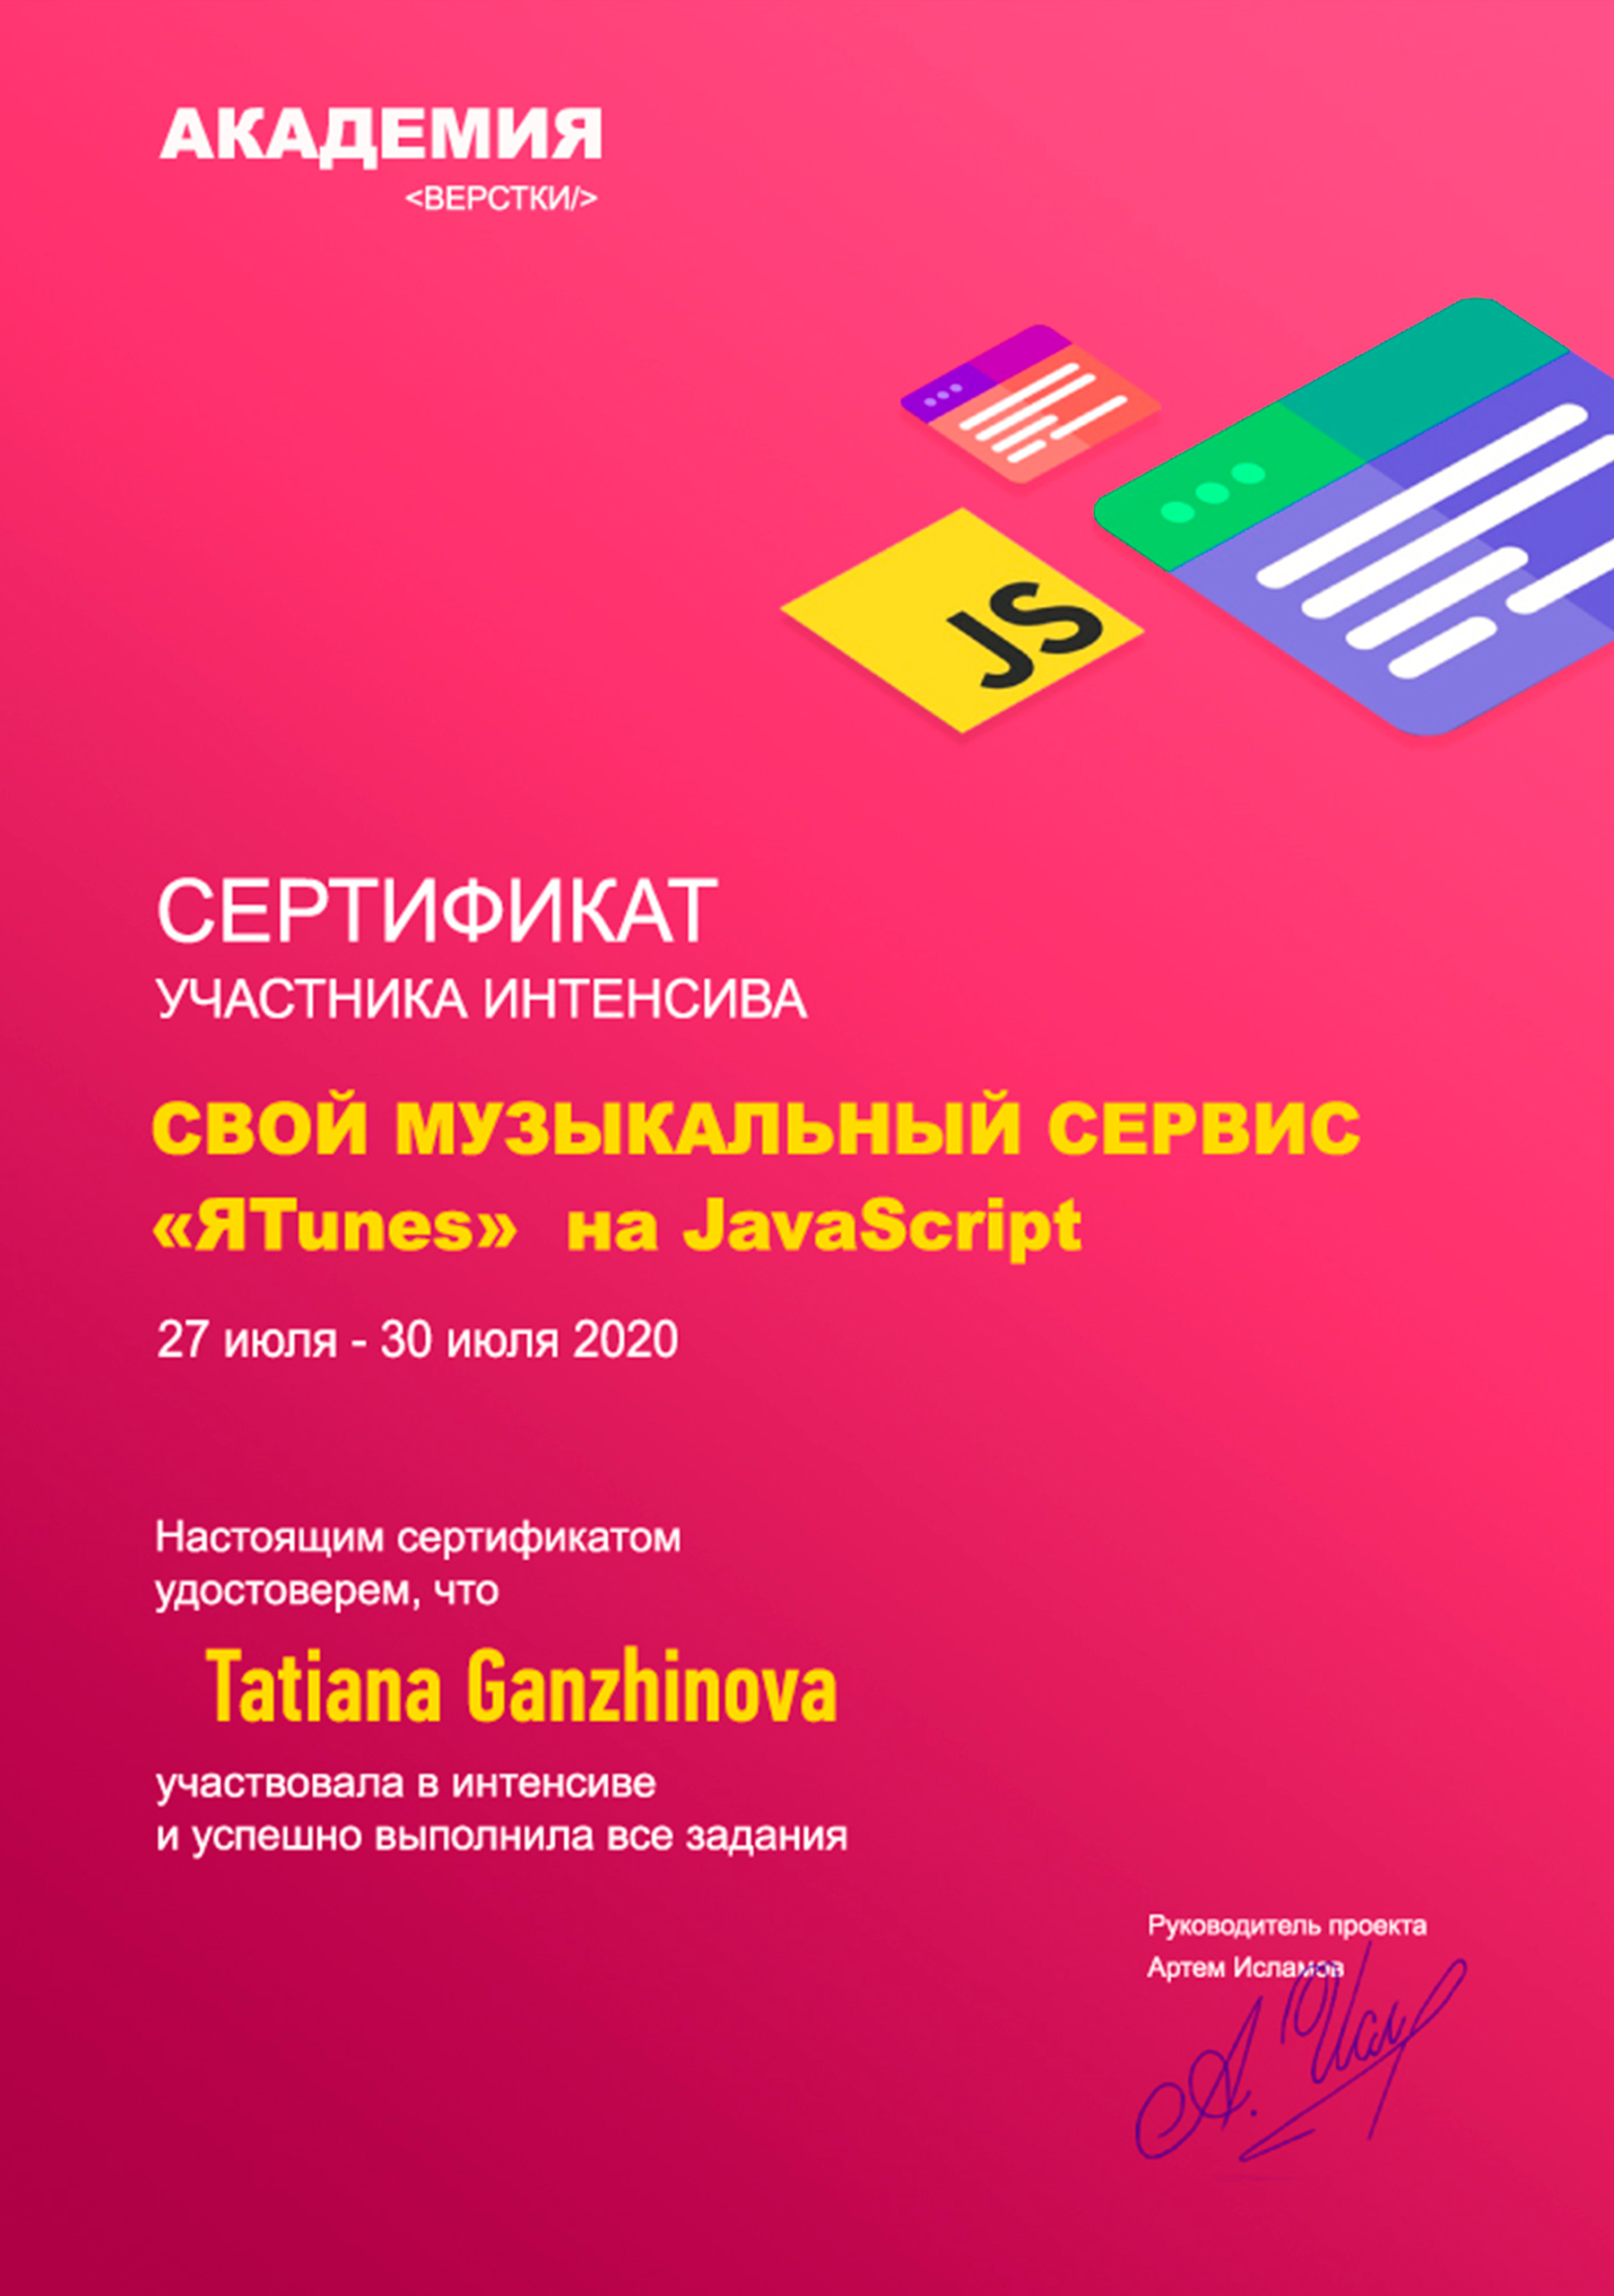 АКАДЕМИЯ
<ВЕРСТКИ/>
JS
СЕРТИФИКАТ
УЧАСТНИКА ИНТЕНСИВА
СВОЙ МУЗЫКАЛЬНЫЙ СЕРВИС
«ЯTunes» на JavaScript
27 июля - 30 июля 2020
Настоящим сертификатом
удостоверем, что
Tatiana Ganzhinova
участвовала в интенсиве
и успешно выполнила все задания
Руководитель проекта
Артем Исламов